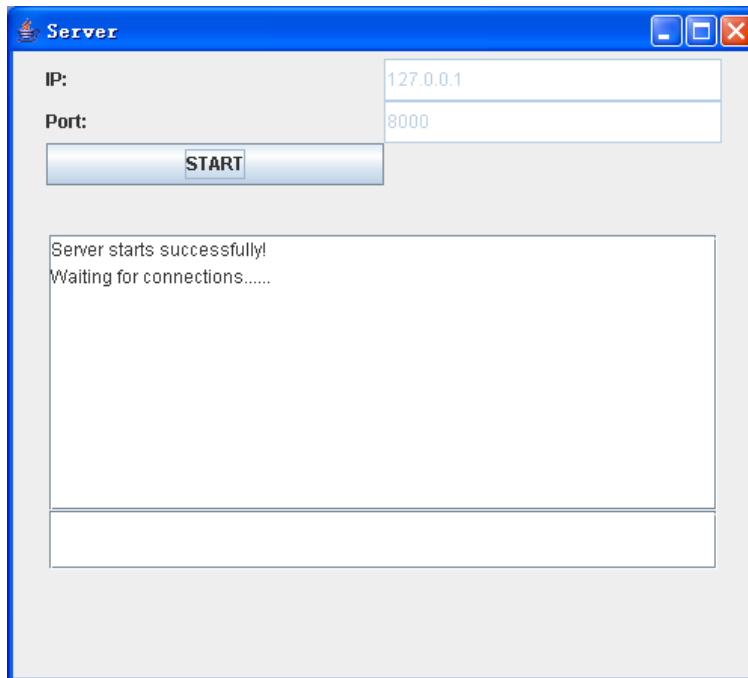 Server
IP: 127.0.0.1
Port: 8000
START
Server starts successfully!
Waiting for connections......